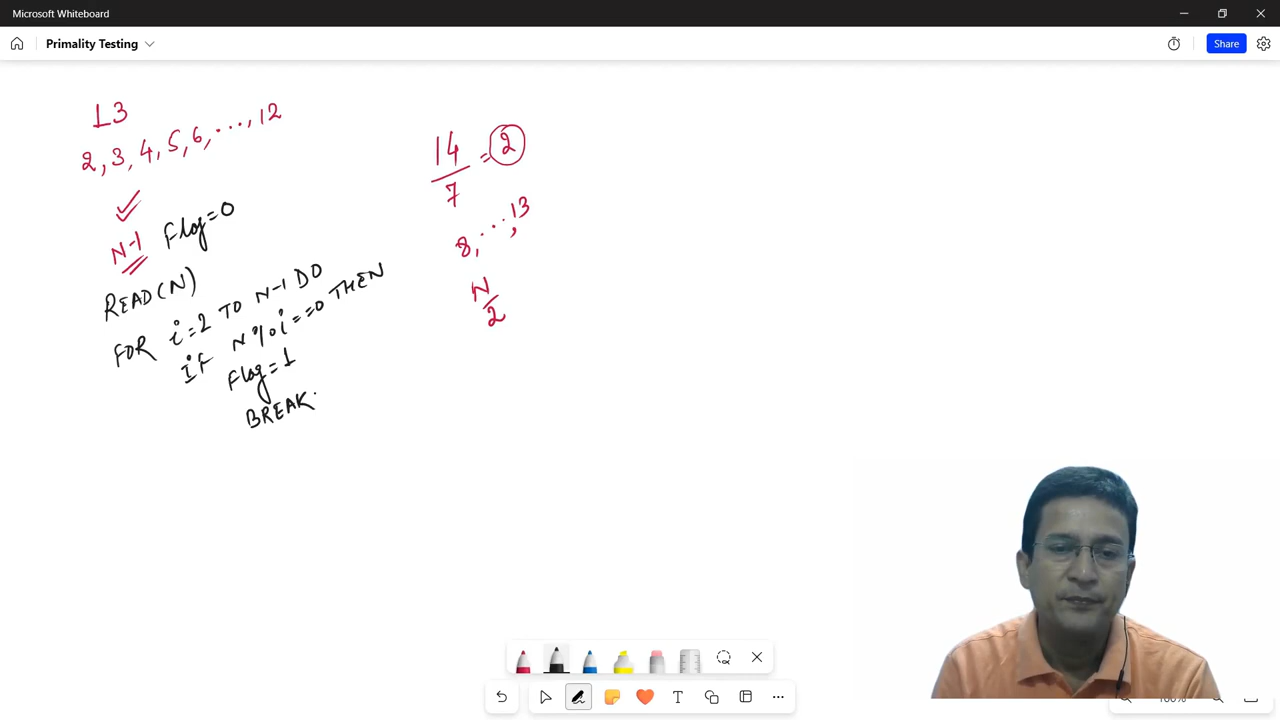 Microsoft Whiteboard
Primality Testing
Share
13
2, 3, 4, 5, 6, ..., 12
N-1 Flag=0
READ(N)
FOR i=2 TO N-1 DO
IF N%i==0 THEN
Flag=1
BREAK
14/7 = 2
8, ..., 13
N/2
100%